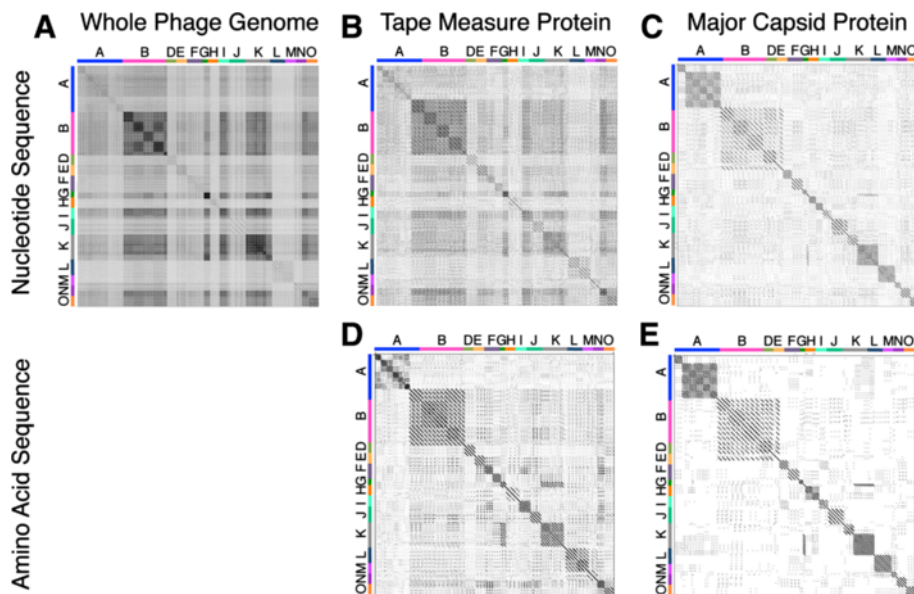 A Whole Phage Genome
B Tape Measure Protein
C Major Capsid Protein
A B DE FGH I J K L MNO
A B DE FGH I J K L MNO
A B DE FGH I J K L MNO
Nucleotide Sequence
A B FED HG J I K L ONM
A B FED HG J I K L ONM
A B FED HG J I K L ONM
D
E
A B DE FGH I J K L MNO
A B DE FGH I J K L MNO
Amino Acid Sequence
A B FED HG J I K L ONM
A B FED HG J I K L ONM